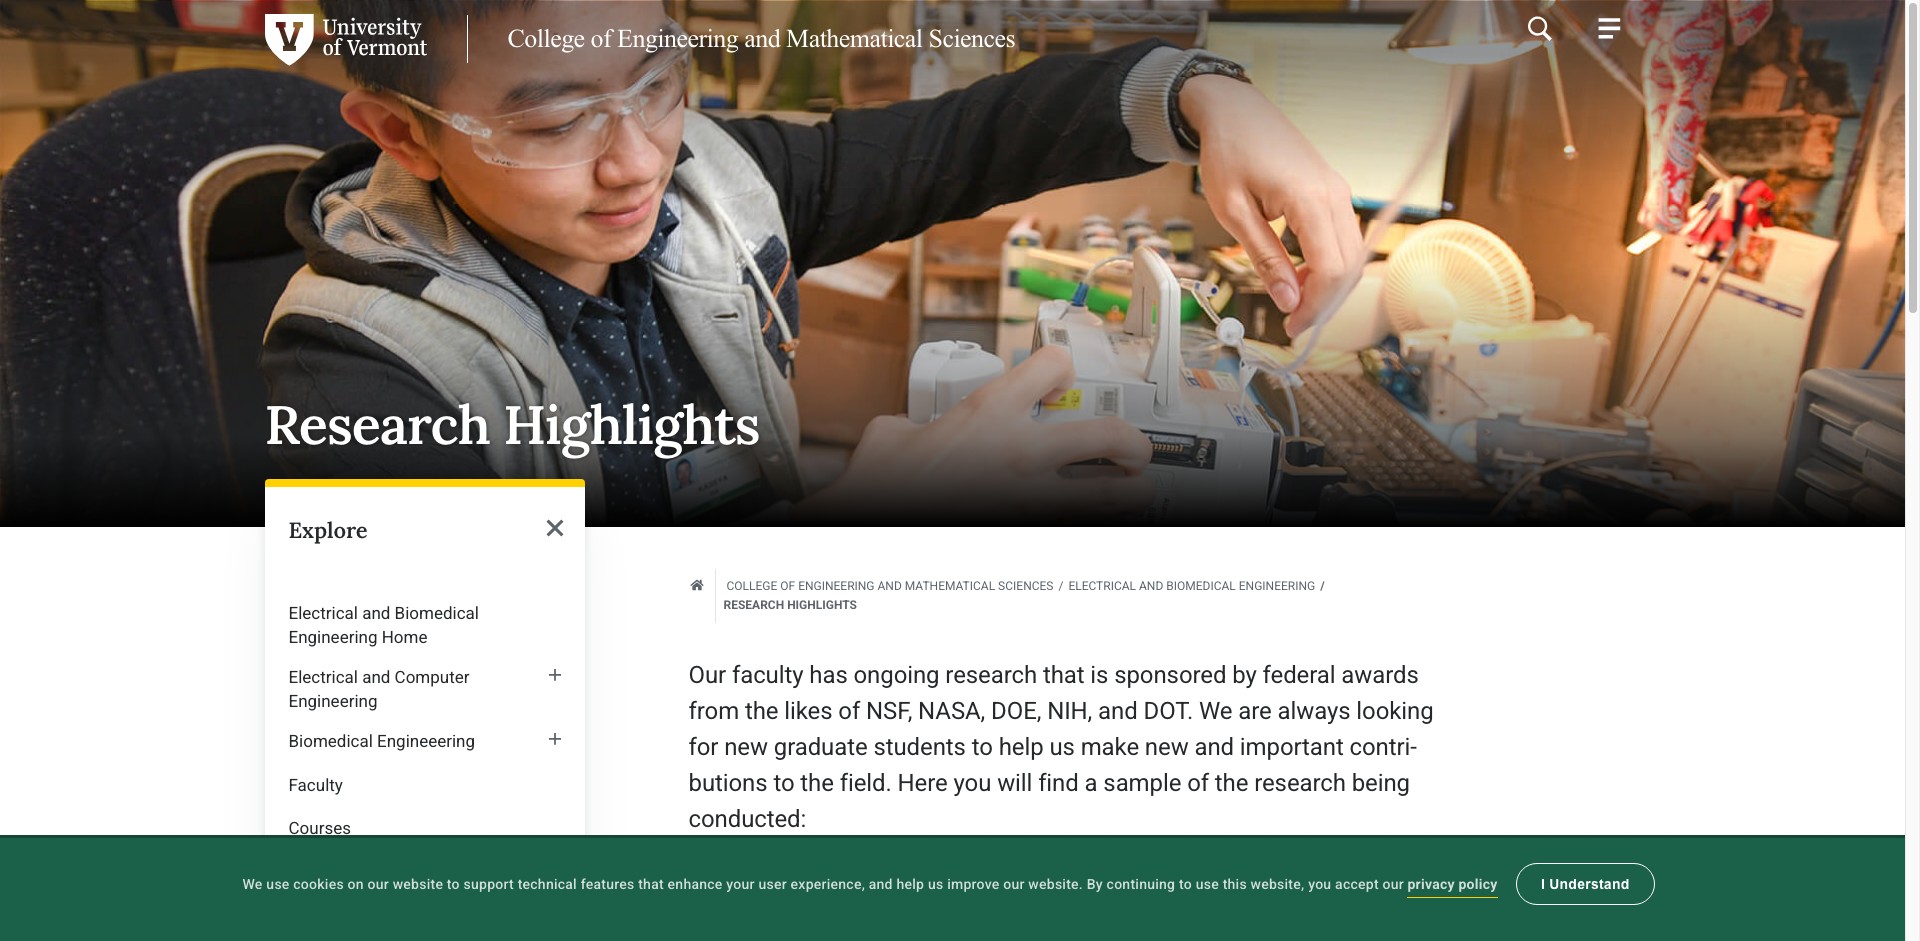 University
of Vermont
College of Engineering and Mathematical Sciences
Research Highlights
Explore
Electrical and Biomedical
Engineering Home
Electrical and Computer
Engineering
Biomedical Engineeering
Faculty
Courses
COLLEGE OF ENGINEERING AND MATHEMATICAL SCIENCES / ELECTRICAL AND BIOMEDICAL ENGINEERING /
RESEARCH HIGHLIGHTS
Our faculty has ongoing research that is sponsored by federal awards
from the likes of NSF, NASA, DOE, NIH, and DOT. We are always looking
for new graduate students to help us make new and important contri-
butions to the field. Here you will find a sample of the research being
conducted:
We use cookies on our website to support technical features that enhance your user experience, and help us improve our website. By continuing to use this website, you accept our privacy policy
I Understand